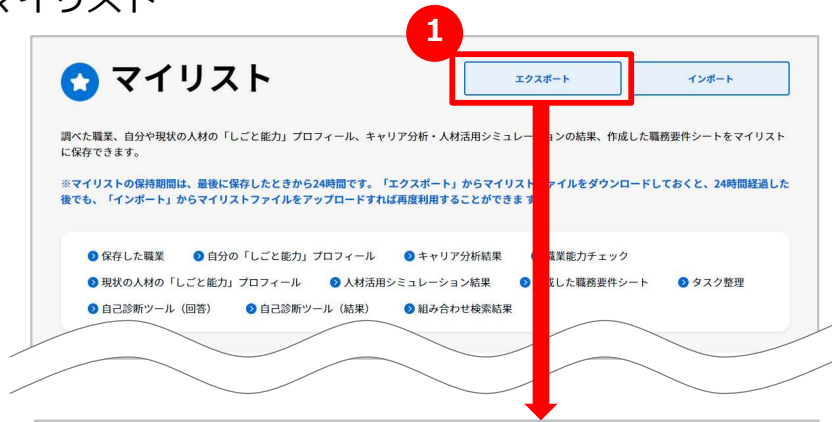 マイリスト
1
マイリスト
エクスポート
インポート
調べた職業、自分や現状の人材の「しごと能力」プロフィール、キャリア分析・人材活用シミュレーションの結果、作成した職務要件シートをマイリスト
に保存できます。
※マイリストの保持期間は、最後に保存したときから24時間です。「エクスポート」からマイリストファイルをダウンロードしておくと、24時間経過した
後でも、「インポート」からマイリストファイルをアップロードすれば再度利用することができます
保存した職業 自分の「しごと能力」プロフィール キャリア分析結果 職業能力チェック
現状の人材の「しごと能力」プロフィール 人材活用シミュレーション結果 作成した職務要件シート タスク整理
自己診断ツール（回答） 自己診断ツール（結果） 組み合わせ検索結果